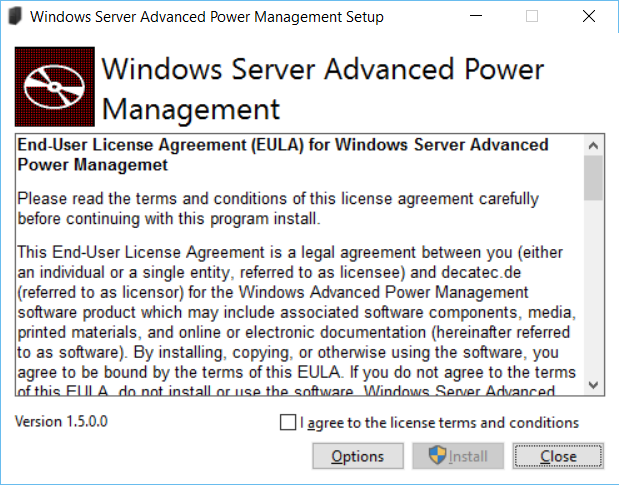 Windows Server Advanced Power Management Setup
Windows Server Advanced Power
Management
End-User License Agreement (EULA) for Windows Server Advanced
Power Managemet
Please read the terms and conditions of this license agreement carefully
before continuing with this program install.
This End-User License Agreement is a legal agreement between you (either
an individual or a single entity, referred to as licensee) and decatec.de
(referred to as licensor) for the Windows Advanced Power Management
software product which may include associated software components, media,
printed materials, and online or electronic documentation (hereinafter referred
to as software). By installing, copying, or otherwise using the software, you
agree to be bound by the terms of this EULA. If you do not agree to the terms
of this EULA, do not install or use the software. Windows Server Advanced
Version 1.5.0.0
I agree to the license terms and conditions
Options
Install
Close